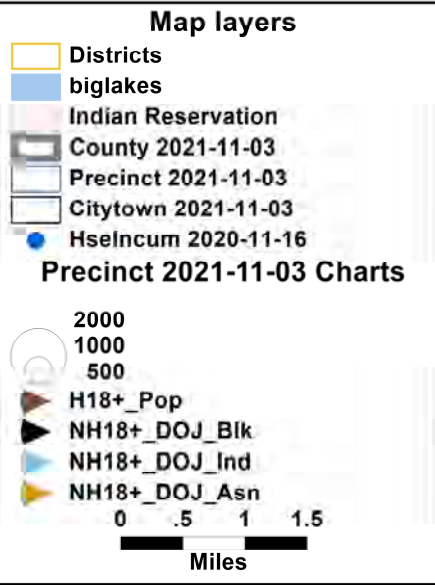 Map layers
Districts
biglakes
Indian Reservation
County 2021-11-03
Precinct 2021-11-03
Citytown 2021-11-03
HseIncum 2020-11-16
Precinct 2021-11-03 Charts
2000
1000
500
H18+_Pop
NH18+_DOJ_Blk
NH18+_DOJ_Ind
NH18+_DOJ_Asn
0 .5 1 1.5
Miles